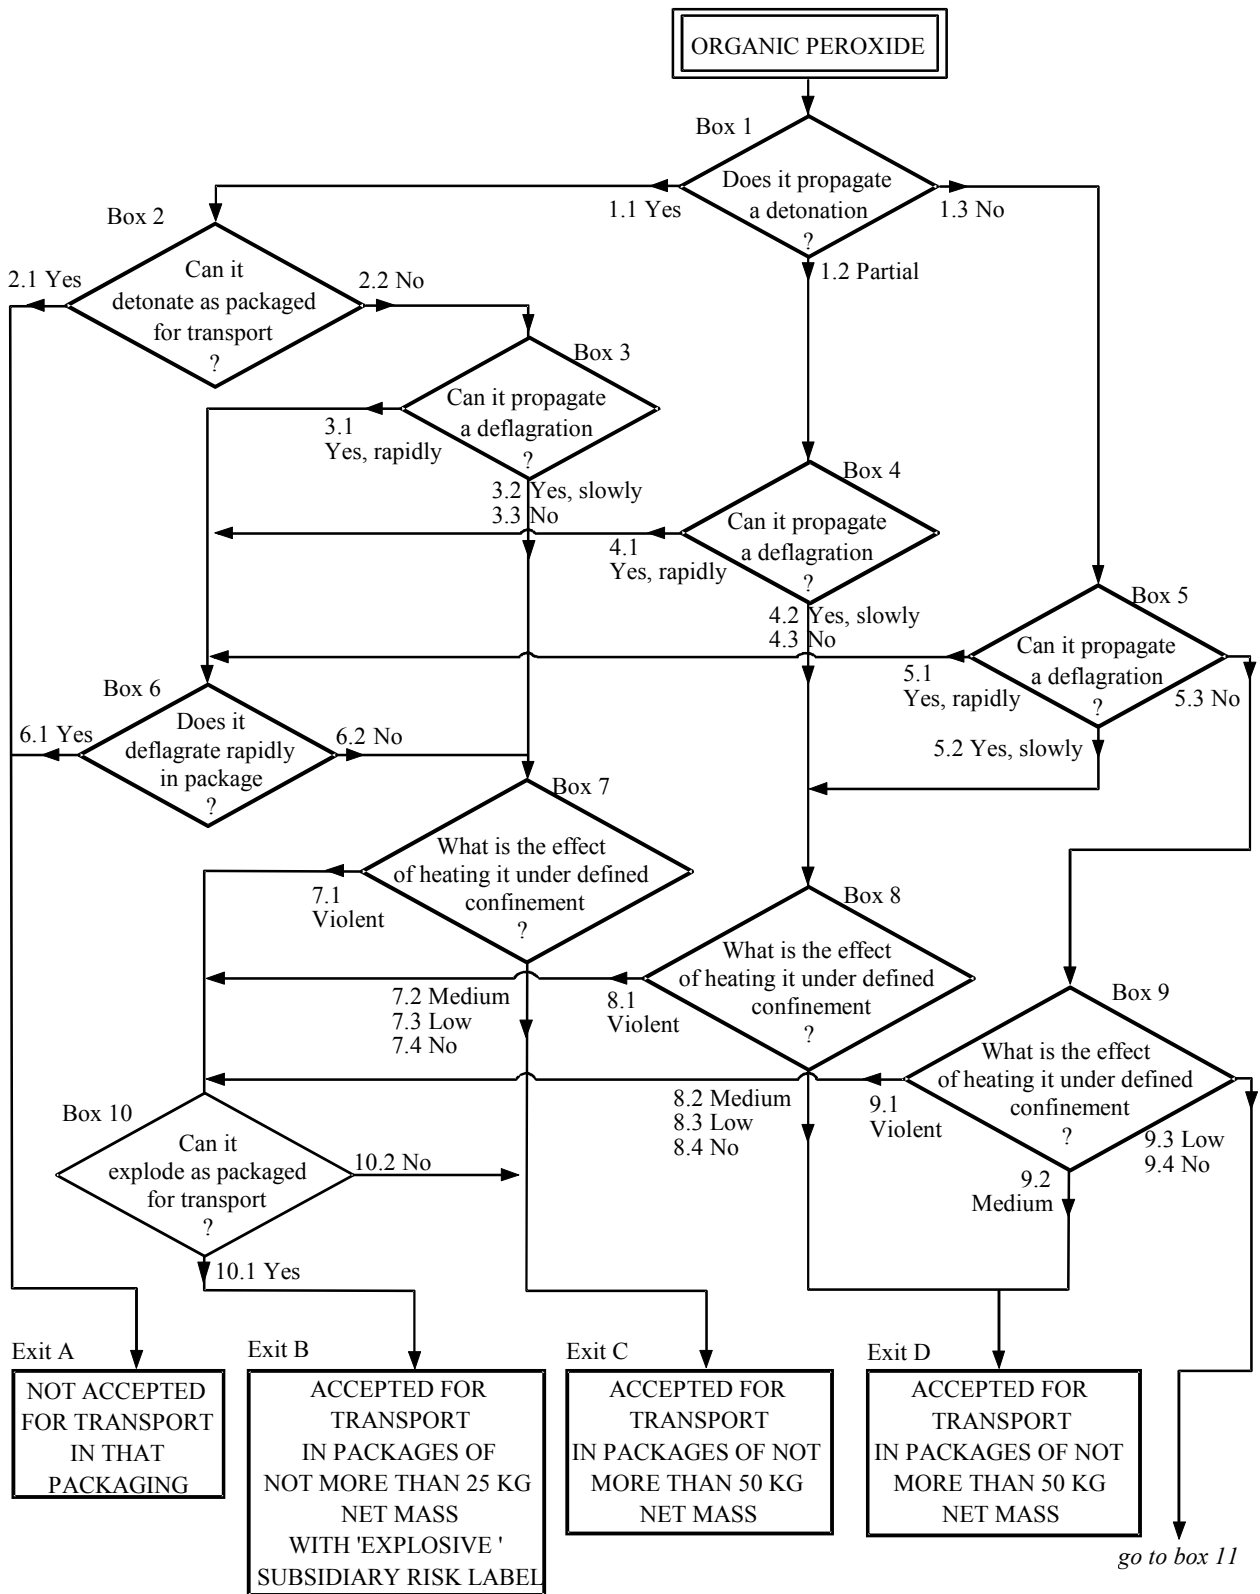 ORGANIC PEROXIDE
Box 1
Does it propagate
a detonation
?
1.1 Yes
1.3 No
1.2 Partial
Box 2
Can it
detonate as packaged
for transport
?
2.1 Yes
2.2 No
Box 3
Can it propagate
a deflagration
?
3.1
Yes, rapidly
3.2 Yes, slowly
3.3 No
Box 4
Can it propagate
a deflagration
?
4.1
Yes, rapidly
4.2 Yes, slowly
4.3 No
Box 5
Can it propagate
a deflagration
?
5.1
Yes, rapidly
5.3 No
5.2 Yes, slowly
Box 6
Does it
deflagrate rapidly
in package
?
6.1 Yes
6.2 No
Box 7
What is the effect
of heating it under defined
confinement
?
7.1
Violent
7.2 Medium
7.3 Low
7.4 No
Box 8
What is the effect
of heating it under defined
confinement
?
8.1
Violent
8.2 Medium
8.3 Low
8.4 No
Box 9
What is the effect
of heating it under defined
confinement
?
9.1
Violent
9.3 Low
9.4 No
9.2
Medium
Box 10
Can it
explode as packaged
for transport
?
10.2 No
10.1 Yes
Exit A
NOT ACCEPTED
FOR TRANSPORT
IN THAT
PACKAGING
Exit B
ACCEPTED FOR
TRANSPORT
IN PACKAGES OF
NOT MORE THAN 25 KG
NET MASS
WITH 'EXPLOSIVE '
SUBSIDIARY RISK LABEL
Exit C
ACCEPTED FOR
TRANSPORT
IN PACKAGES OF NOT
MORE THAN 50 KG
NET MASS
Exit D
ACCEPTED FOR
TRANSPORT
IN PACKAGES OF NOT
MORE THAN 50 KG
NET MASS
go to box 11